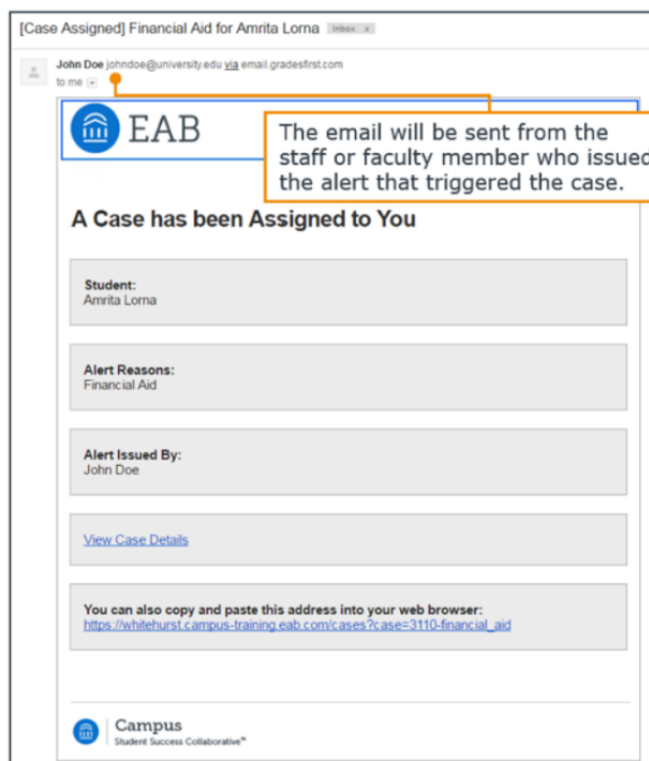 [Case Assigned] Financial Aid for Amrita Lorna Inbox x
John Doe johndoe@university.edu via email.gradesfirst.com
to me
EAB
The email will be sent from the
staff or faculty member who issued
the alert that triggered the case.
A Case has been Assigned to You
Student:
Amrita Lorna
Alert Reasons:
Financial Aid
Alert Issued By:
John Doe
View Case Details
You can also copy and paste this address into your web browser:
https://whitehurst.campus-training.eab.com/cases?case=3110-financial_aid
Campus
Student Success Collaborative™